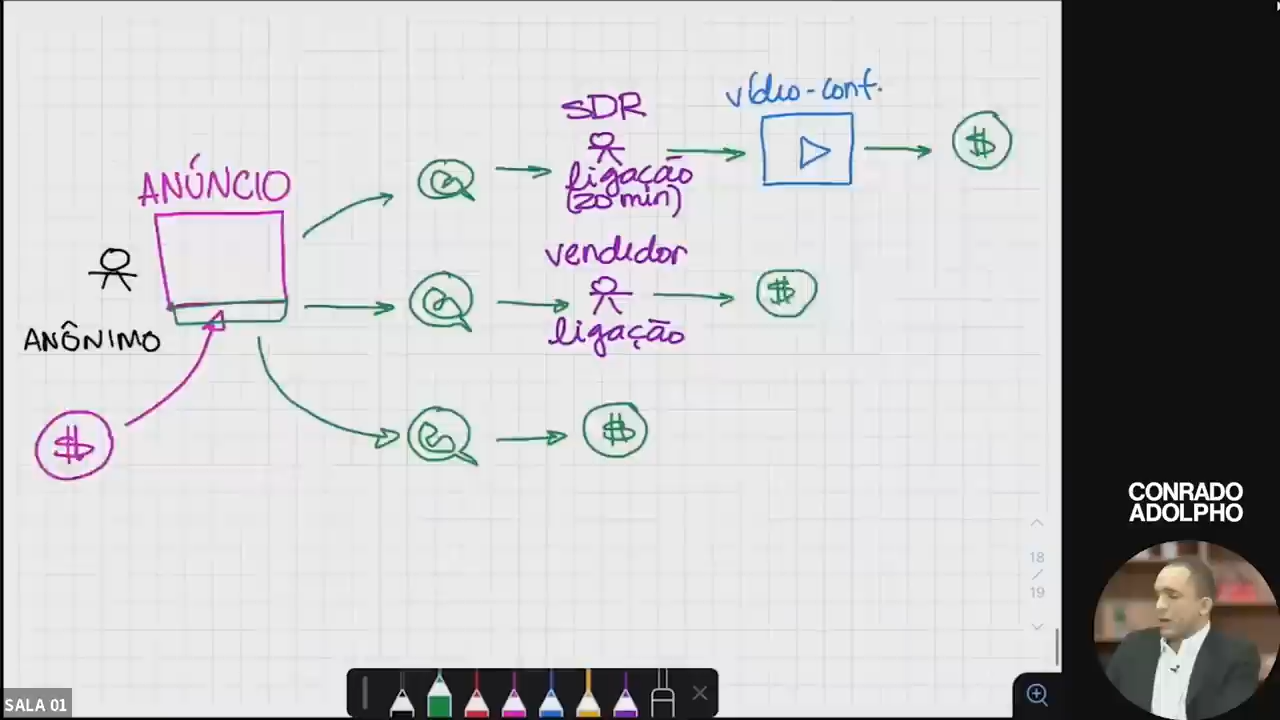 SDR
vídeo-conf.
ligação
(20 min)
$
ANÚNCIO
vendedor
ligação
$
ANÔNIMO
$
$
CONRADO
ADOLPHO
18
/
19
SALA 01